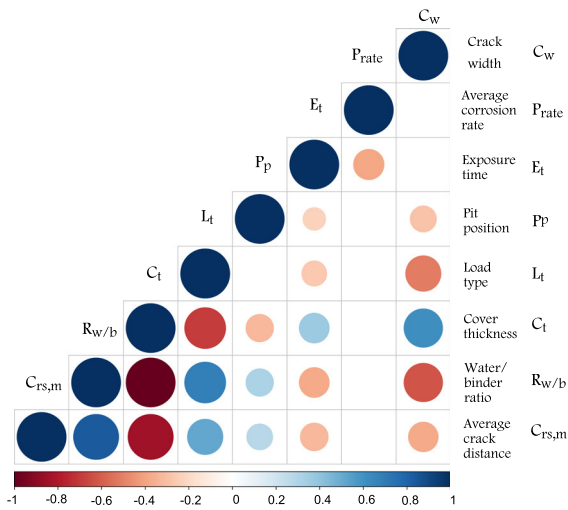 Cw
Prate
Crack
width
Cw
Et
Average
corrosion
rate
Prate
Pp
Exposure
time
Et
Lt
Pit
position
Pp
Ct
Load
type
Lt
Rw/b
Cover
thickness
Ct
Crs,m
Water/
binder
ratio
Rw/b
Average
crack
distance
Crs,m
-1 -0.8 -0.6 -0.4 -0.2 0 0.2 0.4 0.6 0.8 1